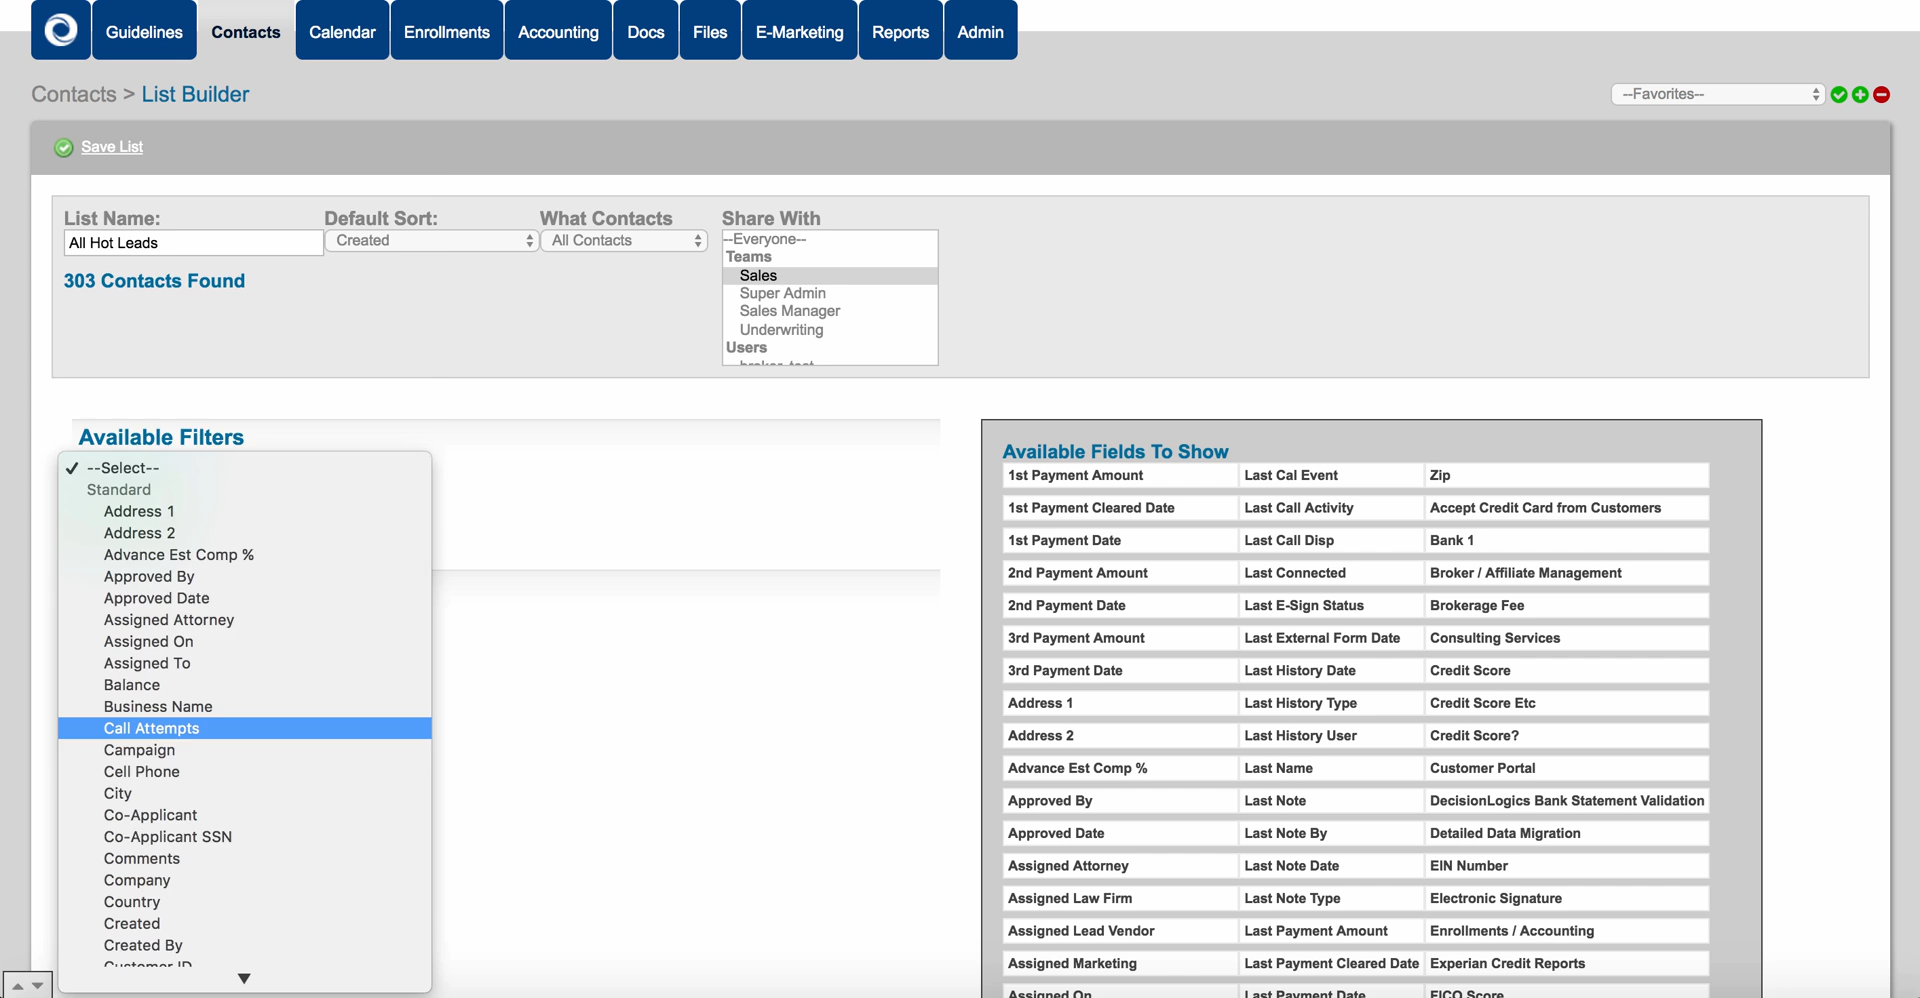 Guidelines
Contacts
Calendar
Enrollments
Accounting
Docs
Files
E-Marketing
Reports
Admin
Contacts > List Builder
--Favorites--
Save List
List Name:
Default Sort:
What Contacts
Share With
All Hot Leads
Created
All Contacts
--Everyone--
Teams
Sales
Super Admin
Sales Manager
Underwriting
Users
303 Contacts Found
Available Filters
--Select--
Standard
Address 1
Address 2
Advance Est Comp %
Approved By
Approved Date
Assigned Attorney
Assigned On
Assigned To
Balance
Business Name
Call Attempts
Campaign
Cell Phone
City
Co-Applicant
Co-Applicant SSN
Comments
Company
Country
Created
Created By
Customer ID
Available Fields To Show
1st Payment Amount
Last Cal Event
Zip
1st Payment Cleared Date
Last Call Activity
Accept Credit Card from Customers
1st Payment Date
Last Call Disp
Bank 1
2nd Payment Amount
Last Connected
Broker / Affiliate Management
2nd Payment Date
Last E-Sign Status
Brokerage Fee
3rd Payment Amount
Last External Form Date
Consulting Services
3rd Payment Date
Last History Date
Credit Score
Address 1
Last History Type
Credit Score Etc
Address 2
Last History User
Credit Score?
Advance Est Comp %
Last Name
Customer Portal
Approved By
Last Note
DecisionLogics Bank Statement Validation
Approved Date
Last Note By
Detailed Data Migration
Assigned Attorney
Last Note Date
EIN Number
Assigned Law Firm
Last Note Type
Electronic Signature
Assigned Lead Vendor
Last Payment Amount
Enrollments / Accounting
Assigned Marketing
Last Payment Cleared Date
Experian Credit Reports
Assigned On
Last Payment Date
FICO Score